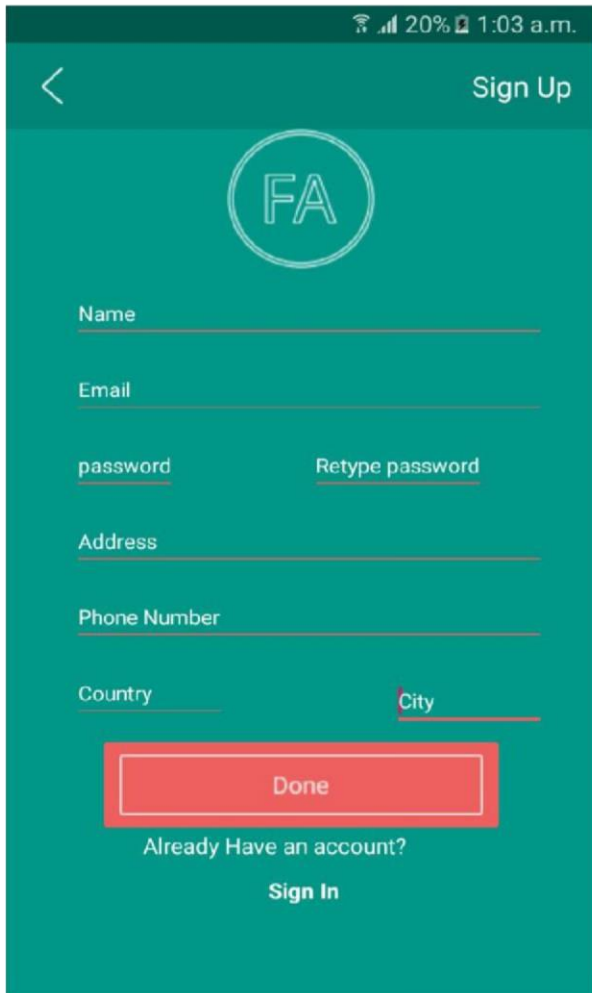 20% 1:03 a.m.
Sign Up
FA
Name
Email
password Retype password
Address
Phone Number
Country City
Done
Already Have an account?
Sign In